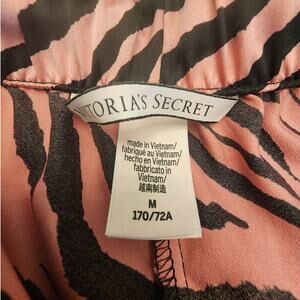 VICTORIA'S SECRET
made in Vietnam/
fabriqué au Vietnam/
hecho en Vietnam/
fabbricato in
Vietnam/
越南制造
M
170/72A